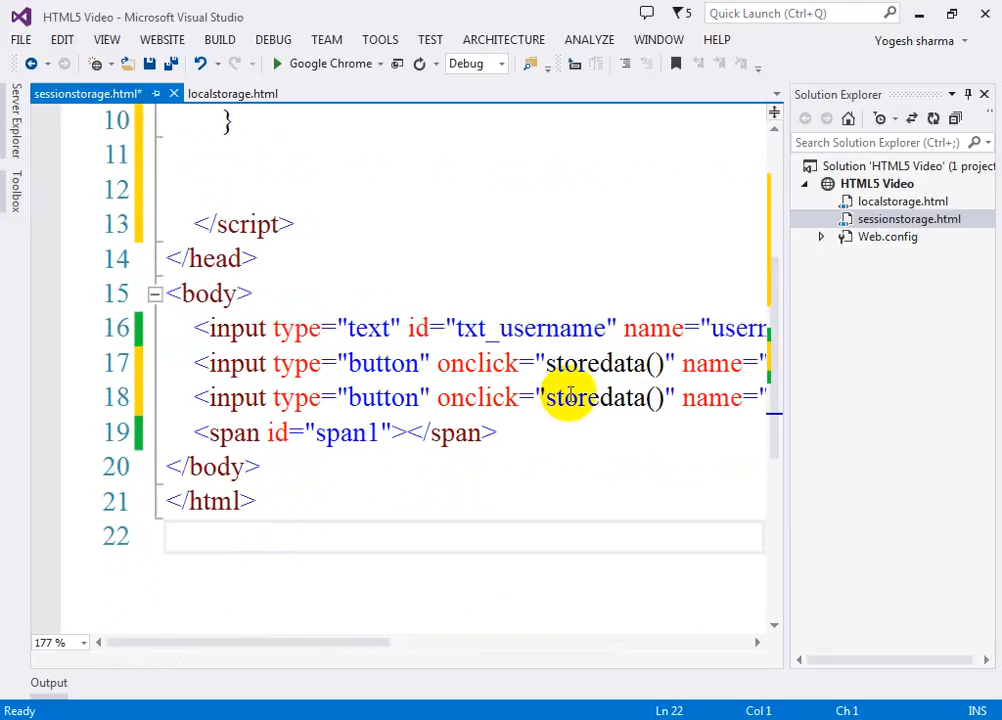 HTML5 Video - Microsoft Visual Studio
5
Quick Launch (Ctrl+Q)
FILE EDIT VIEW WEBSITE BUILD DEBUG TEAM TOOLS TEST ARCHITECTURE ANALYZE WINDOW HELP
Yogesh sharma
Google Chrome
Debug
sessionstorage.html*
localstorage.html
Server Explorer
Toolbox
10 }
11
12
13 </script>
14 </head>
15 <body>
16 <input type="text" id="txt_username" name="usern
17 <input type="button" onclick="storedata()" name="
18 <input type="button" onclick="storedata()" name="
19 <span id="span1"></span>
20 </body>
21 </html>
22
177 %
Solution Explorer
Search Solution Explorer (Ctrl+;)
Solution 'HTML5 Video' (1 project
HTML5 Video
localstorage.html
sessionstorage.html
Web.config
Output
Ready
Ln 22
Col 1
Ch 1
INS